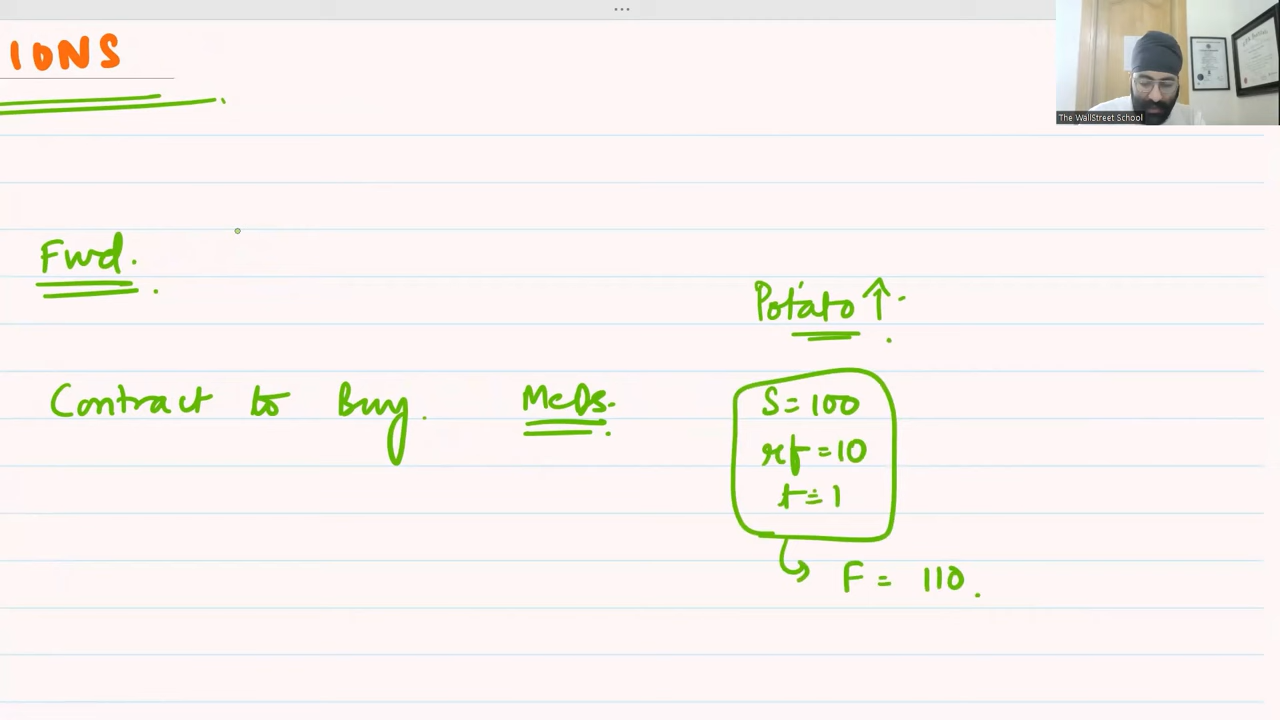 IONS
The WallStreet School
Fwd.
Potato ↑.
Contract to Buy. McDs.
S = 100
rf = 10
t = 1
F = 110.